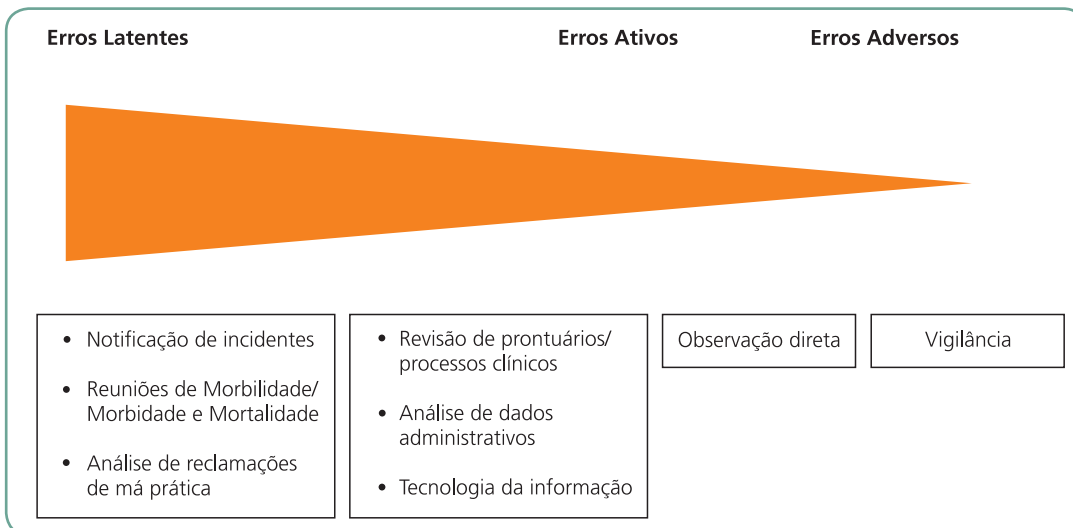 Erros Latentes
Erros Ativos
Erros Adversos
• Notificação de incidentes
• Reuniões de Morbilidade/
Morbidade e Mortalidade
• Análise de reclamações
de má prática
• Revisão de prontuários/
processos clínicos
• Análise de dados
administrativos
• Tecnologia da informação
Observação direta
Vigilância